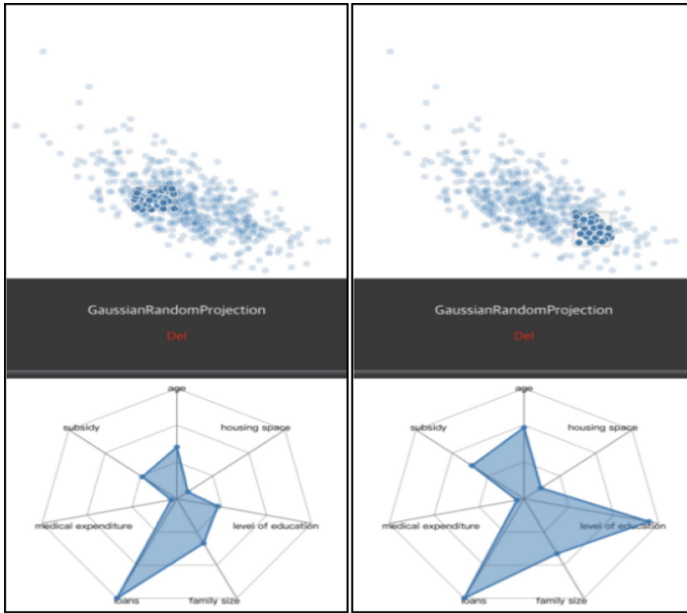 GaussianRandomProjection
Del
age
subsidy
housing space
medical expenditure
level of education
loans
family size
GaussianRandomProjection
Del
age
subsidy
housing space
medical expenditure
level of education
loans
family size